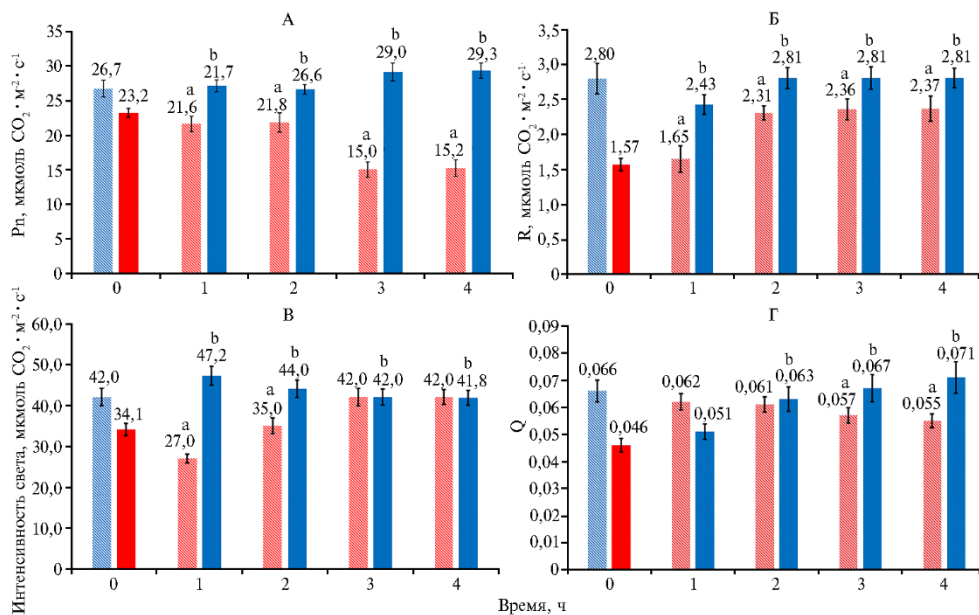 А
Pn, мкмоль CO₂ · м⁻² · с⁻¹
35
30
25
20
15
10
5
0
26,7
23,2
a
21,6
b
21,7
a
21,8
b
26,6
a
15,0
b
29,0
a
15,2
b
29,3
0 1 2 3 4
Б
R, мкмоль CO₂ · м⁻² · с⁻¹
3,5
3,0
2,5
2,0
1,5
1,0
0,5
0
2,80
1,57
a
1,65
b
2,43
a
2,31
b
2,81
a
2,36
b
2,81
a
2,37
b
2,81
0 1 2 3 4
В
Интенсивность света, мкмоль CO₂ · м⁻² · с⁻¹
60,0
50,0
40,0
30,0
20,0
10,0
0
42,0
34,1
a
27,0
b
47,2
a
35,0
b
44,0
42,0
b
42,0
42,0
b
41,8
0 1 2 3 4
Г
Q
0,09
0,08
0,07
0,06
0,05
0,04
0,03
0,02
0,01
0
0,066
0,046
0,062
0,051
0,061
b
0,063
a
0,057
b
0,067
a
0,055
b
0,071
0 1 2 3 4
Время, ч